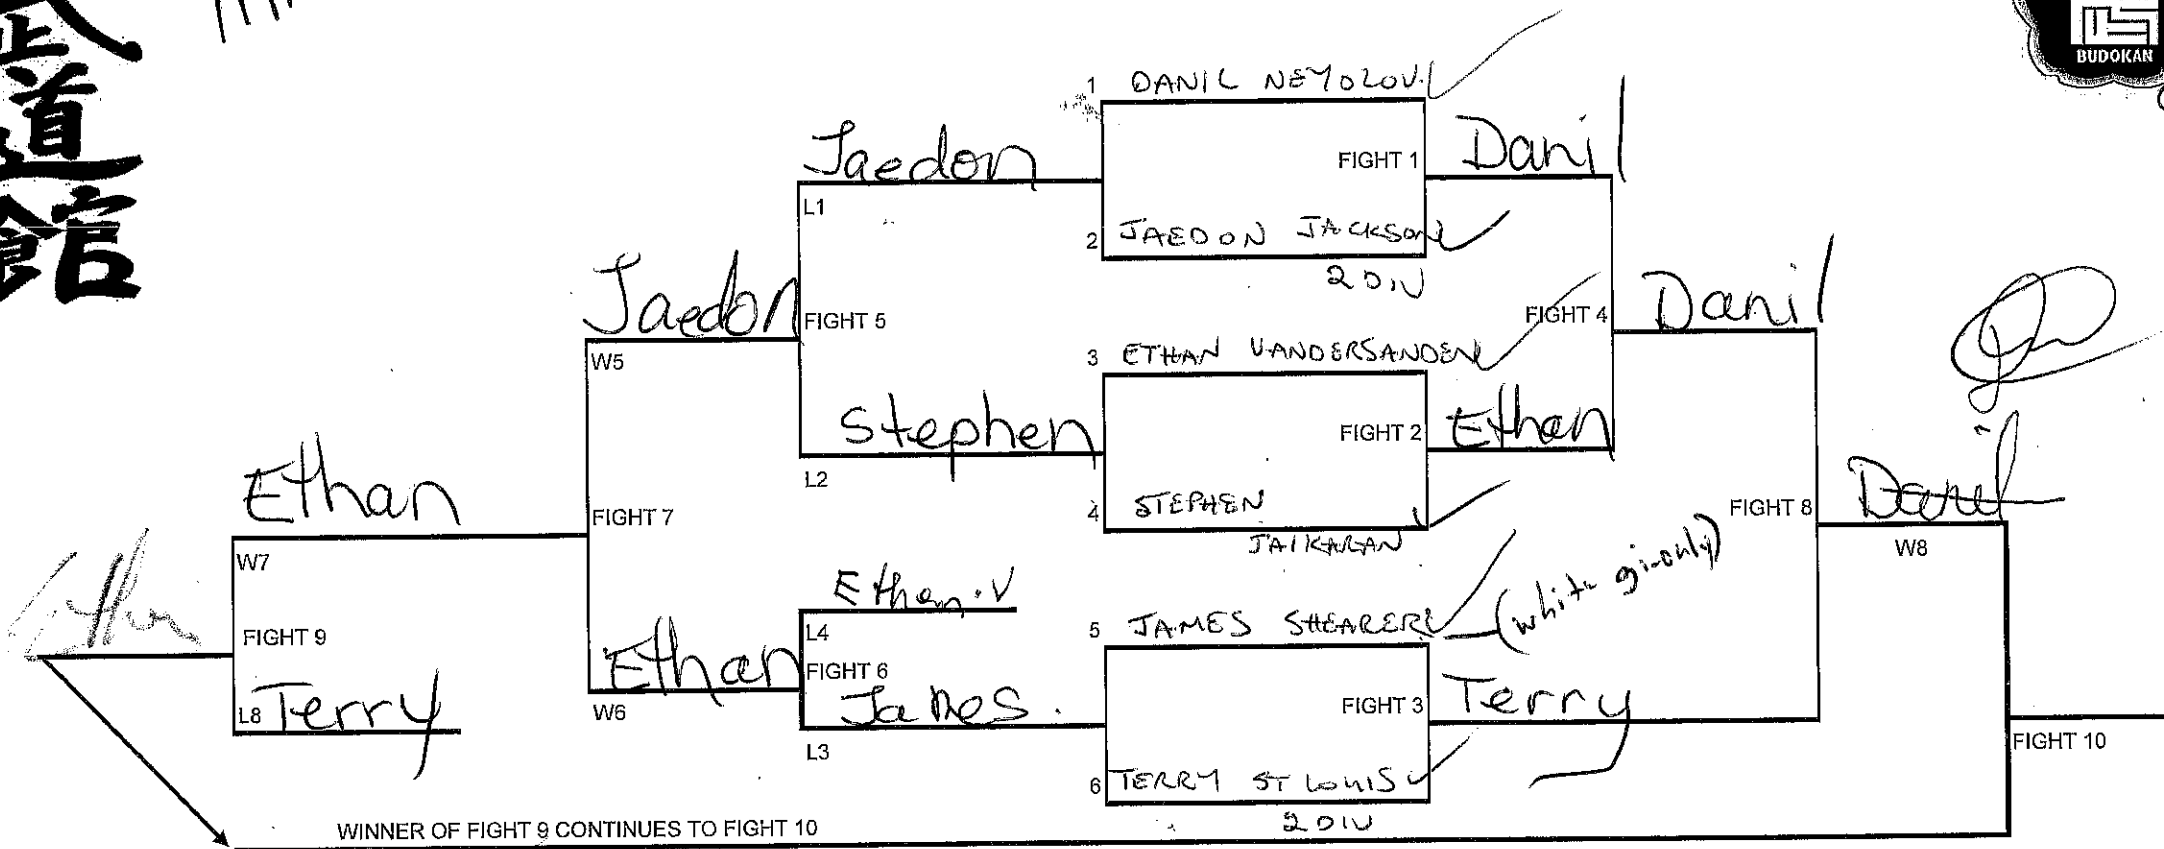 武
道
館
BUDOKAN
1 DANIL NEYOLOV
Jaedon
FIGHT 1
Danil
L1
2 JAEDON JACKSON
2 DIV
Jaedon
FIGHT 5
FIGHT 4
Danil
W5
3 ETHAN VANDERSANDEN
Stephen
FIGHT 2
Ethan
L2
4 STEPHEN
JAIKARAN
Ethan
FIGHT 7
FIGHT 8
Danil
W7
W8
Ethan.V
(white gi-only)
L4
5 JAMES SHEARER
Ethan
FIGHT 9
Ethan
FIGHT 6
L8 Terry
W6
James.
FIGHT 3
Terry
L3
FIGHT 10
6 TERRY ST LOUIS
2 DIV
WINNER OF FIGHT 9 CONTINUES TO FIGHT 10